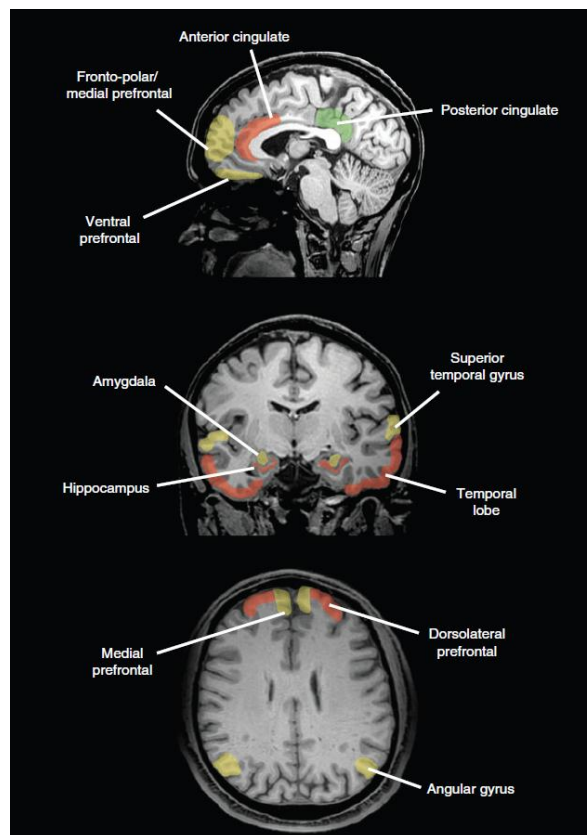 Anterior cingulate
Fronto-polar/
medial prefrontal
Posterior cingulate
Ventral
prefrontal
Superior
temporal gyrus
Amygdala
Hippocampus
Temporal
lobe
Medial
prefrontal
Dorsolateral
prefrontal
Angular gyrus